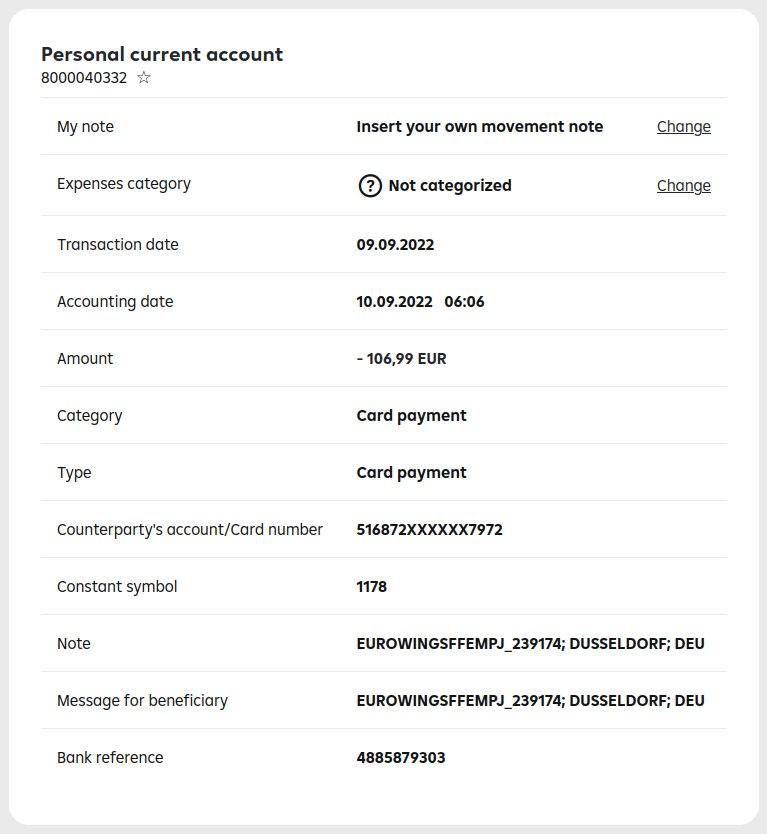 Personal current account
8000040332 ☆
My note Insert your own movement note Change
Expenses category ? Not categorized Change
Transaction date 09.09.2022
Accounting date 10.09.2022 06:06
Amount - 106,99 EUR
Category Card payment
Type Card payment
Counterparty's account/Card number 516872XXXXXX7972
Constant symbol 1178
Note EUROWINGSFFEMPJ_239174; DUSSELDORF; DEU
Message for beneficiary EUROWINGSFFEMPJ_239174; DUSSELDORF; DEU
Bank reference 4885879303